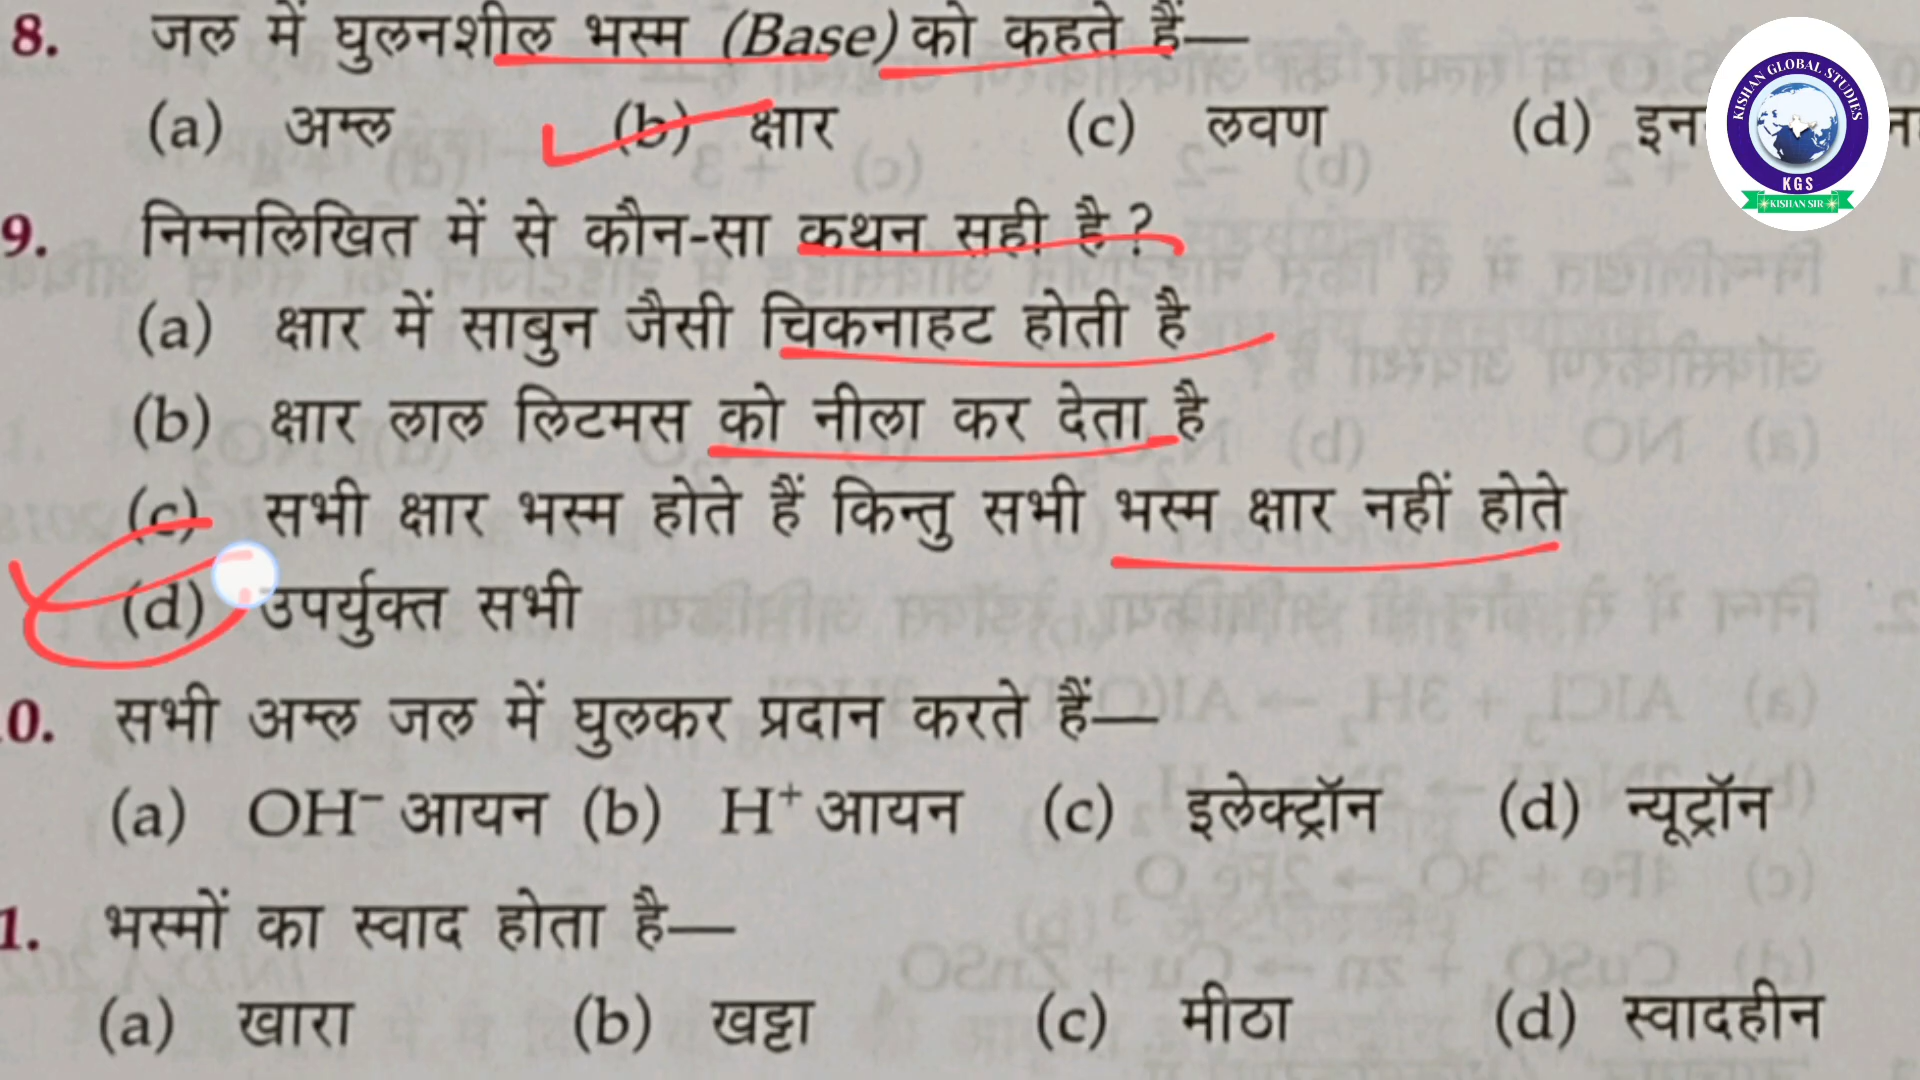 8. जल में घुलनशील भस्म (Base) को कहते हैं—
(a) अम्ल (b) क्षार (c) लवण (d)
KISHAN GLOBAL STUDIES
KGS
KISHAN SIR
9. निम्नलिखित में से कौन-सा कथन सही है ?
(a) क्षार में साबुन जैसी चिकनाहट होती है
(b) क्षार लाल लिटमस को नीला कर देता है
(c) सभी क्षार भस्म होते हैं किन्तु सभी भस्म क्षार नहीं होते
(d) उपर्युक्त सभी
0. सभी अम्ल जल में घुलकर प्रदान करते हैं—
(a) OH⁻ आयन (b) H⁺ आयन (c) इलेक्ट्रॉन (d) न्यूट्रॉन
1. भस्मों का स्वाद होता है—
(a) खारा (b) खट्टा (c) मीठा (d) स्वादहीन